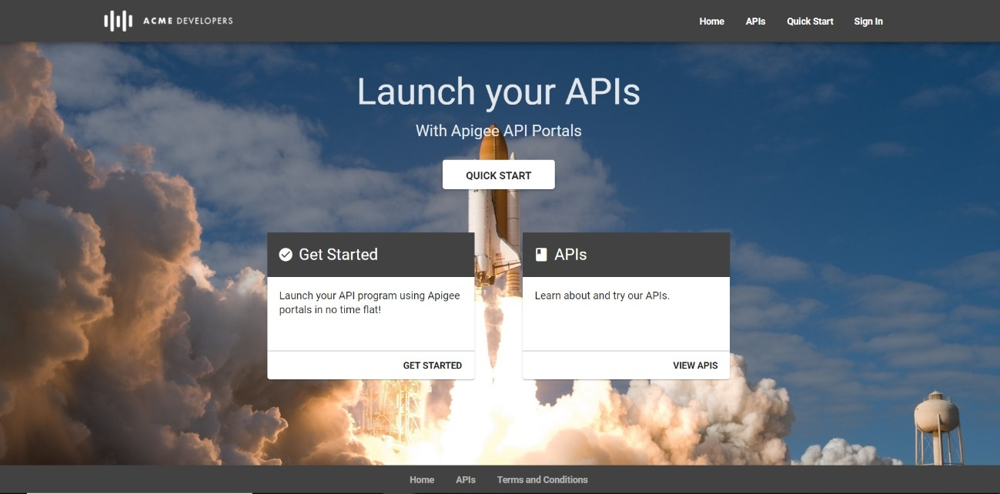 ACME DEVELOPERS
Home APIs Quick Start Sign In
Launch your APIs
With Apigee API Portals
QUICK START
Get Started
Launch your API program using Apigee
portals in no time flat!
GET STARTED
APIs
Learn about and try our APIs.
VIEW APIS
Home APIs Terms and Conditions